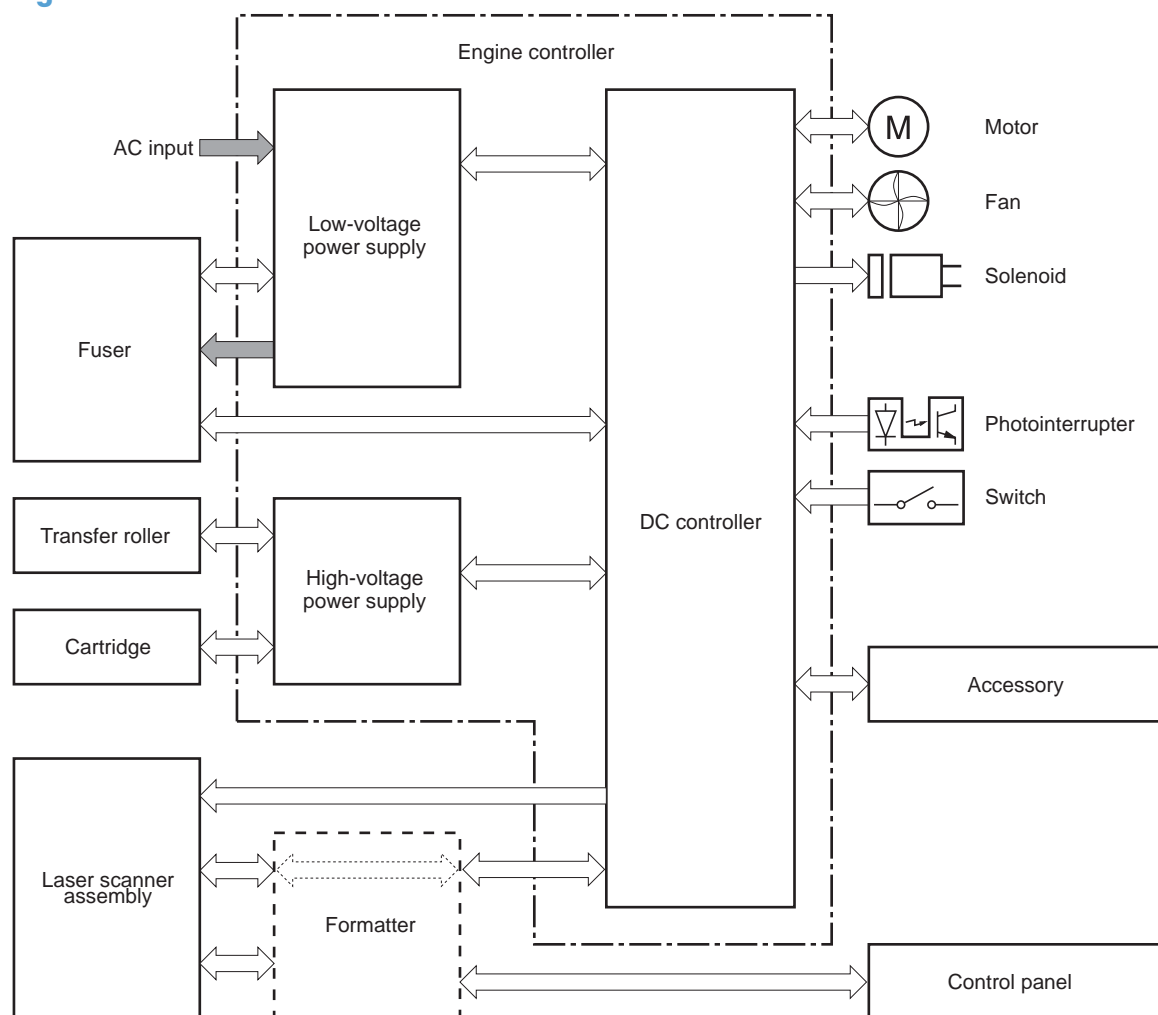 Engine controller
AC input
Low-voltage
power supply
Fuser
High-voltage
power supply
Transfer roller
Cartridge
DC controller
M
Motor
Fan
Solenoid
Photointerrupter
Switch
Accessory
Laser scanner
assembly
Formatter
Control panel